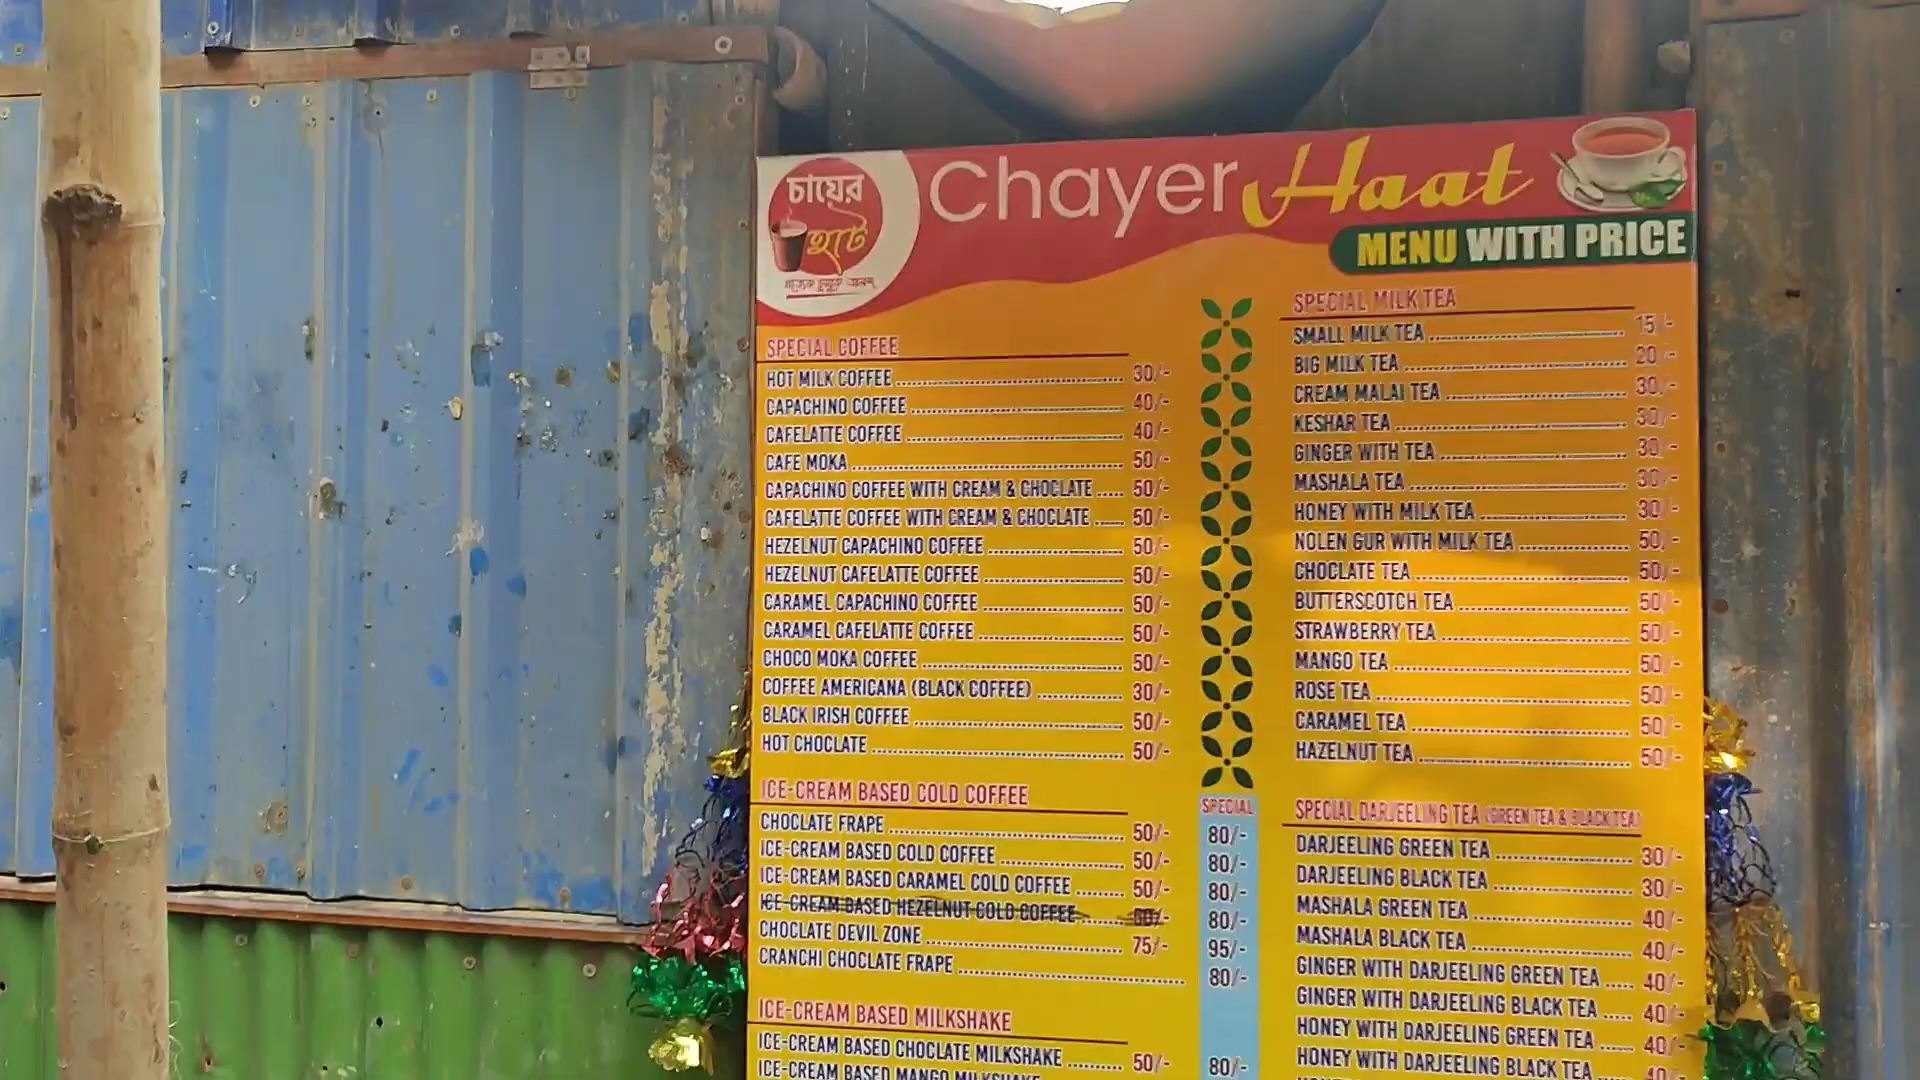 চায়ের
হাট
Chayer Haat
MENU WITH PRICE
SPECIAL COFFEE
HOT MILK COFFEE 30/-
CAPACHINO COFFEE 40/-
CAFELATTE COFFEE 40/-
CAFE MOKA 50/-
CAPACHINO COFFEE WITH CREAM & CHOCLATE 50/-
CAFELATTE COFFEE WITH CREAM & CHOCLATE 50/-
HEZELNUT CAPACHINO COFFEE 50/-
HEZELNUT CAFELATTE COFFEE 50/-
CARAMEL CAPACHINO COFFEE 50/-
CARAMEL CAFELATTE COFFEE 50/-
CHOCO MOKA COFFEE 50/-
COFFEE AMERICANA (BLACK COFFEE) 30/-
BLACK IRISH COFFEE 50/-
HOT CHOCLATE 50/-
ICE-CREAM BASED COLD COFFEE SPECIAL
CHOCLATE FRAPE 50/- 80/-
ICE-CREAM BASED COLD COFFEE 50/- 80/-
ICE-CREAM BASED CARAMEL COLD COFFEE 50/- 80/-
ICE-CREAM BASED HEZELNUT COLD COFFEE 80/-
CHOCLATE DEVIL ZONE 75/- 95/-
CRANCHI CHOCLATE FRAPE 80/-
ICE-CREAM BASED MILKSHAKE
ICE-CREAM BASED CHOCLATE MILKSHAKE 50/- 80/-
ICE-CREAM BASED MANGO MILKSHAKE
SPECIAL MILK TEA
SMALL MILK TEA 15/-
BIG MILK TEA 20/-
CREAM MALAI TEA 30/-
KESHAR TEA 30/-
GINGER WITH TEA 30/-
MASHALA TEA 30/-
HONEY WITH MILK TEA 30/-
NOLEN GUR WITH MILK TEA 50/-
CHOCLATE TEA 50/-
BUTTERSCOTCH TEA 50/-
STRAWBERRY TEA 50/-
MANGO TEA 50/-
ROSE TEA 50/-
CARAMEL TEA 50/-
HAZELNUT TEA 50/-
SPECIAL DARJEELING TEA (GREEN TEA & BLACK TEA)
DARJEELING GREEN TEA 30/-
DARJEELING BLACK TEA 30/-
MASHALA GREEN TEA 40/-
MASHALA BLACK TEA 40/-
GINGER WITH DARJEELING GREEN TEA 40/-
GINGER WITH DARJEELING BLACK TEA 40/-
HONEY WITH DARJEELING GREEN TEA 40/-
HONEY WITH DARJEELING BLACK TEA 40/-